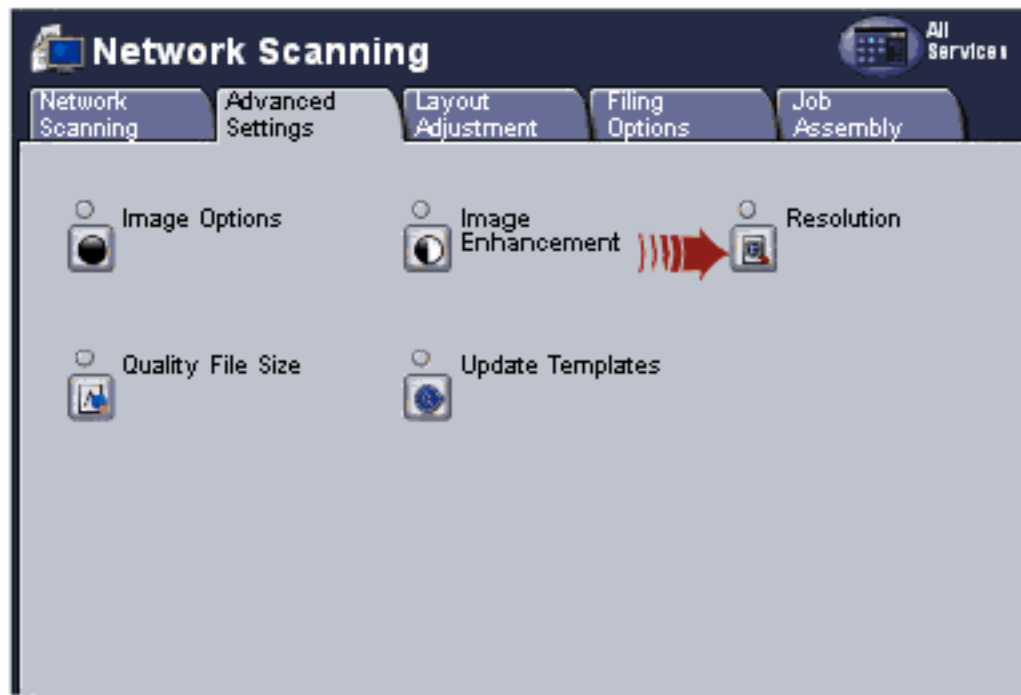 Network Scanning
All
Services
Network
Scanning
Advanced
Settings
Layout
Adjustment
Filing
Options
Job
Assembly
Image Options
Image
Enhancement
Resolution
Quality File Size
Update Templates